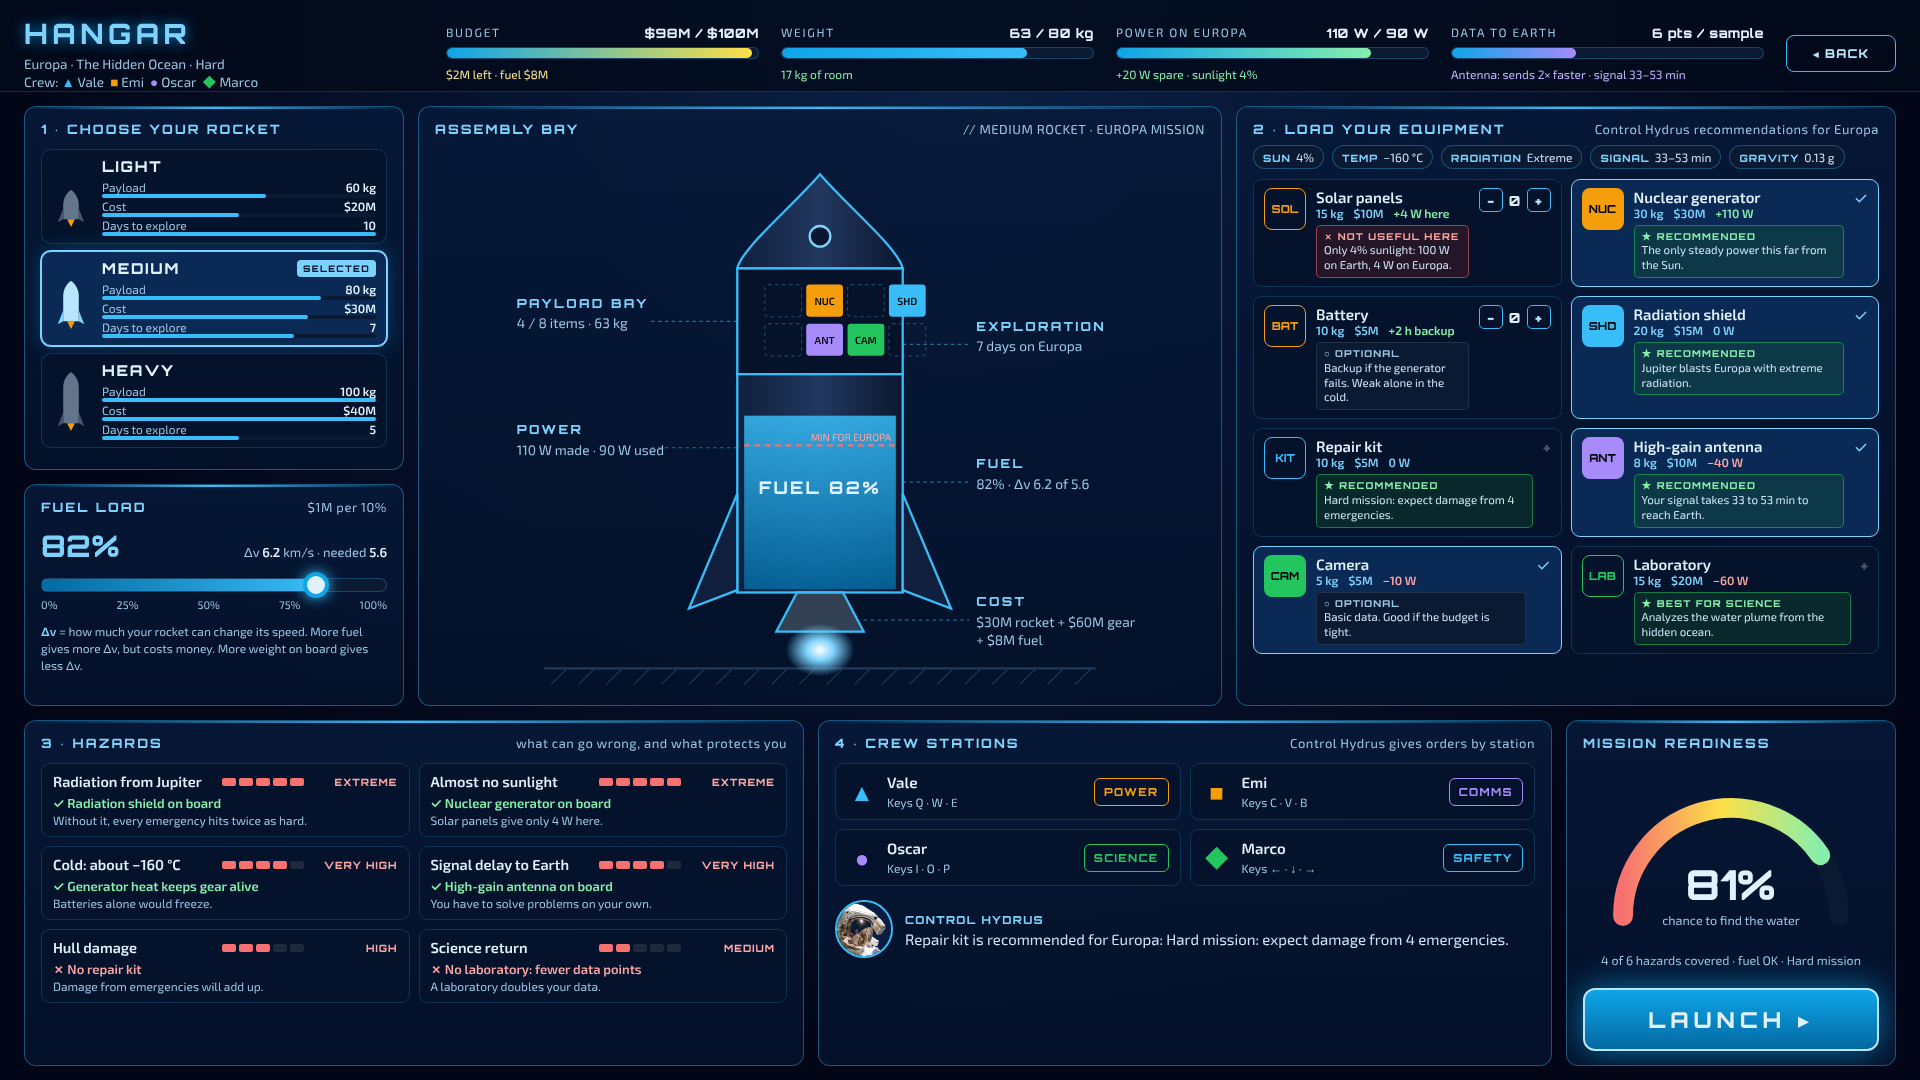 HANGAR
Europa · The Hidden Ocean · Hard
Crew: ▲ Vale ■ Emi ● Oscar ◆ Marco
BUDGET $98M / $100M
$2M left · fuel $8M
WEIGHT 63 / 80 kg
17 kg of room
POWER ON EUROPA 110 W / 90 W
+20 W spare · sunlight 4%
DATA TO EARTH 6 pts / sample
Antenna: sends 2× faster · signal 33–53 min
◂ BACK
1 · CHOOSE YOUR ROCKET
LIGHT
Payload 60 kg
Cost $20M
Days to explore 10
MEDIUM SELECTED
Payload 80 kg
Cost $30M
Days to explore 7
HEAVY
Payload 100 kg
Cost $40M
Days to explore 5
FUEL LOAD $1M per 10%
82% Δv 6.2 km/s · needed 5.6
0% 25% 50% 75% 100%
Δv = how much your rocket can change its speed. More fuel
gives more Δv, but costs money. More weight on board gives
less Δv.
ASSEMBLY BAY // MEDIUM ROCKET · EUROPA MISSION
NUC SHD
ANT CAM
PAYLOAD BAY
4 / 8 items · 63 kg
EXPLORATION
7 days on Europa
POWER
110 W made · 90 W used
MIN FOR EUROPA
FUEL 82%
FUEL
82% · Δv 6.2 of 5.6
COST
$30M rocket + $60M gear
+ $8M fuel
2 · LOAD YOUR EQUIPMENT Control Hydrus recommendations for Europa
SUN 4% TEMP −160 °C RADIATION Extreme SIGNAL 33–53 min GRAVITY 0.13 g
SOL Solar panels − 0 +
15 kg $10M +4 W here
× NOT USEFUL HERE
Only 4% sunlight: 100 W
on Earth, 4 W on Europa.
NUC Nuclear generator ✓
30 kg $30M +110 W
★ RECOMMENDED
The only steady power this far from
the Sun.
BAT Battery − 0 +
10 kg $5M +2 h backup
○ OPTIONAL
Backup if the generator
fails. Weak alone in the
cold.
SHD Radiation shield ✓
20 kg $15M 0 W
★ RECOMMENDED
Jupiter blasts Europa with extreme
radiation.
KIT Repair kit +
10 kg $5M 0 W
★ RECOMMENDED
Hard mission: expect damage from 4
emergencies.
ANT High-gain antenna ✓
8 kg $10M −40 W
★ RECOMMENDED
Your signal takes 33 to 53 min to
reach Earth.
CAM Camera ✓
5 kg $5M −10 W
○ OPTIONAL
Basic data. Good if the budget is
tight.
LAB Laboratory +
15 kg $20M −60 W
★ BEST FOR SCIENCE
Analyzes the water plume from the
hidden ocean.
3 · HAZARDS what can go wrong, and what protects you
Radiation from Jupiter EXTREME
✓ Radiation shield on board
Without it, every emergency hits twice as hard.
Almost no sunlight EXTREME
✓ Nuclear generator on board
Solar panels give only 4 W here.
Cold: about −160 °C VERY HIGH
✓ Generator heat keeps gear alive
Batteries alone would freeze.
Signal delay to Earth VERY HIGH
✓ High-gain antenna on board
You have to solve problems on your own.
Hull damage HIGH
× No repair kit
Damage from emergencies will add up.
Science return MEDIUM
× No laboratory: fewer data points
A laboratory doubles your data.
4 · CREW STATIONS Control Hydrus gives orders by station
Vale POWER
Keys Q · W · E
Emi COMMS
Keys C · V · B
Oscar SCIENCE
Keys I · O · P
Marco SAFETY
Keys ← · ↓ · →
CONTROL HYDRUS
Repair kit is recommended for Europa: Hard mission: expect damage from 4 emergencies.
MISSION READINESS
81%
chance to find the water
4 of 6 hazards covered · fuel OK · Hard mission
LAUNCH ▸